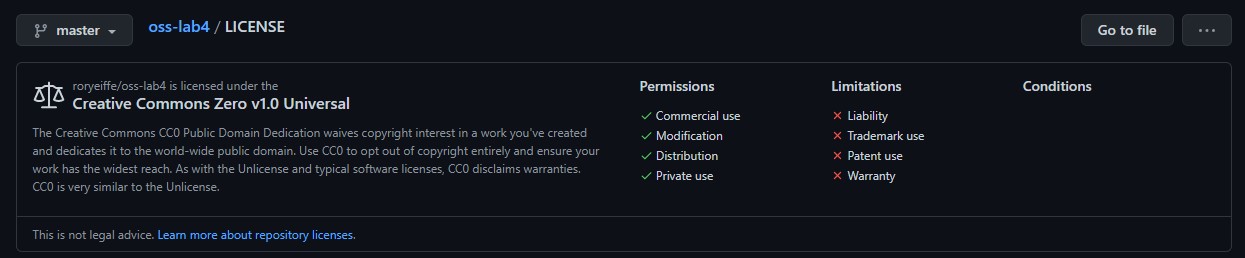 master
oss-lab4 / LICENSE
Go to file
...
roryeiffe/oss-lab4 is licensed under the
Creative Commons Zero v1.0 Universal
The Creative Commons CC0 Public Domain Dedication waives copyright interest in a work you've created
and dedicates it to the world-wide public domain. Use CC0 to opt out of copyright entirely and ensure your
work has the widest reach. As with the Unlicense and typical software licenses, CC0 disclaims warranties.
CC0 is very similar to the Unlicense.
Permissions
Commercial use
Modification
Distribution
Private use
Limitations
Liability
Trademark use
Patent use
Warranty
Conditions
This is not legal advice. Learn more about repository licenses.